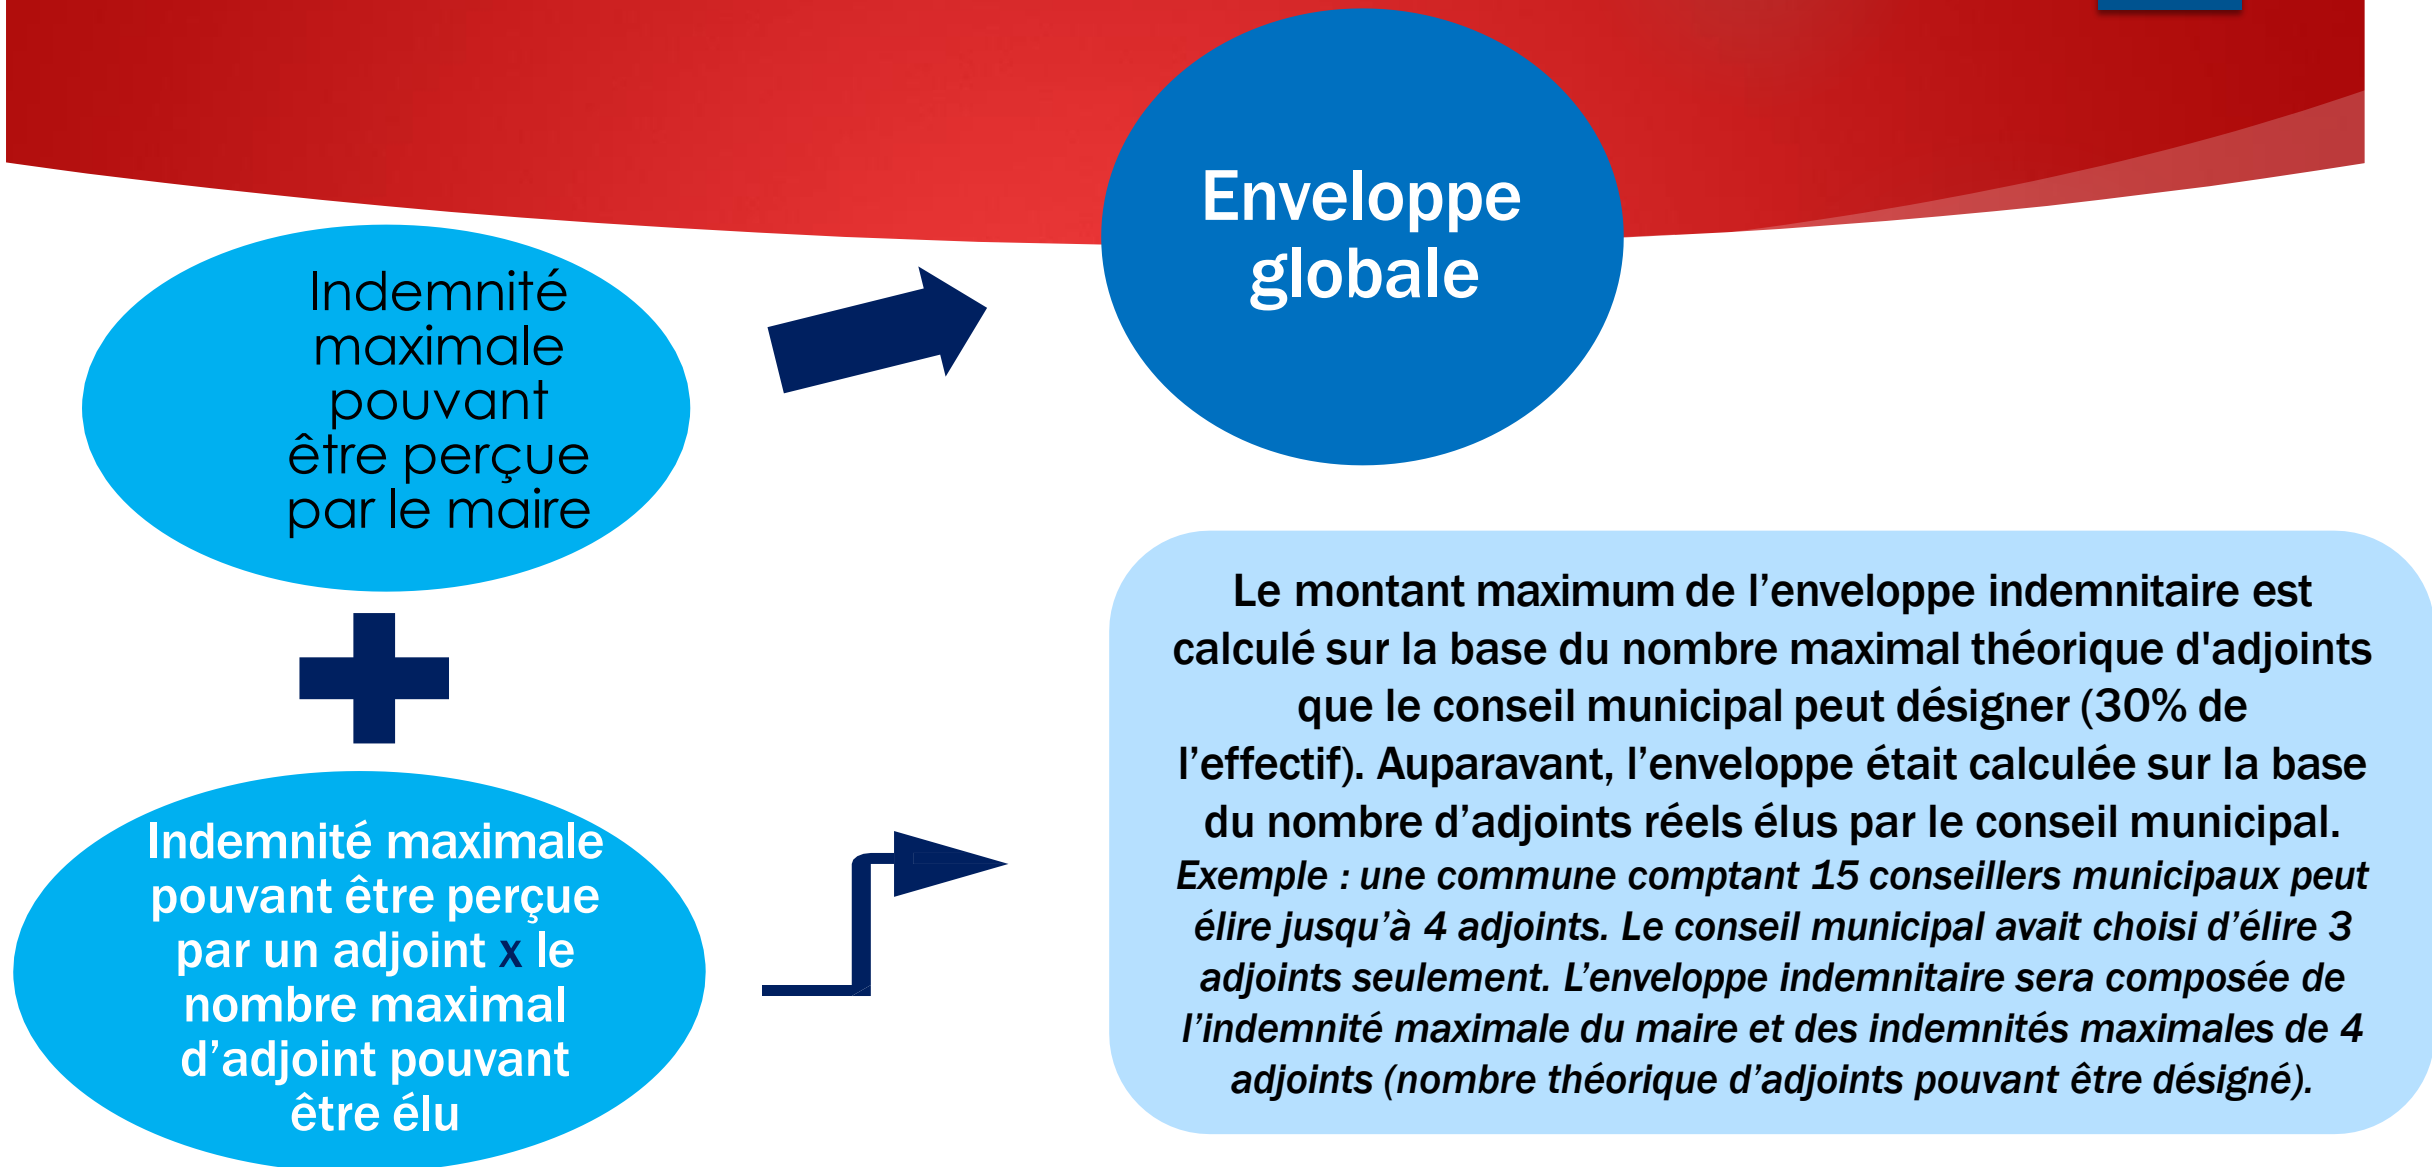 Enveloppe
globale
Indemnité
maximale
pouvant
être perçue
par le maire
Indemnité maximale
pouvant être perçue
par un adjoint x le
nombre maximal
d’adjoint pouvant
être élu
Le montant maximum de l’enveloppe indemnitaire est
calculé sur la base du nombre maximal théorique d'adjoints
que le conseil municipal peut désigner (30% de
l’effectif). Auparavant, l’enveloppe était calculée sur la base
du nombre d’adjoints réels élus par le conseil municipal.
Exemple : une commune comptant 15 conseillers municipaux peut
élire jusqu’à 4 adjoints. Le conseil municipal avait choisi d’élire 3
adjoints seulement. L’enveloppe indemnitaire sera composée de
l’indemnité maximale du maire et des indemnités maximales de 4
adjoints (nombre théorique d’adjoints pouvant être désigné).